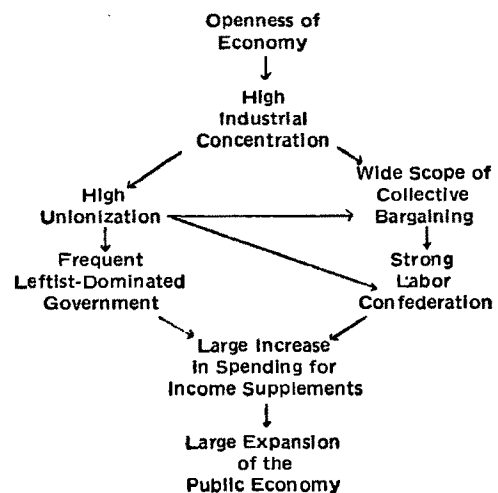 Openness of
Economy
High
Industrial
Concentration
High
Unionization
Wide Scope of
Collective
Bargaining
Frequent
Leftist-Dominated
Government
Strong
Labor
Confederation
Large Increase
in Spending for
Income Supplements
Large Expansion
of the
Public Economy